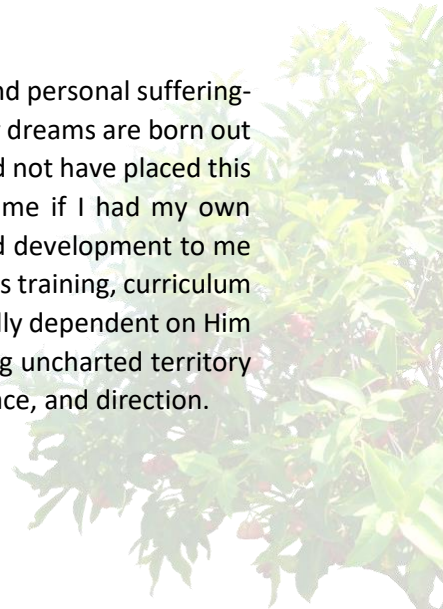 nd personal suffering-
dreams are born out
d not have placed this
me if I had my own
d development to me
s training, curriculum
lly dependent on Him
g uncharted territory
nce, and direction.